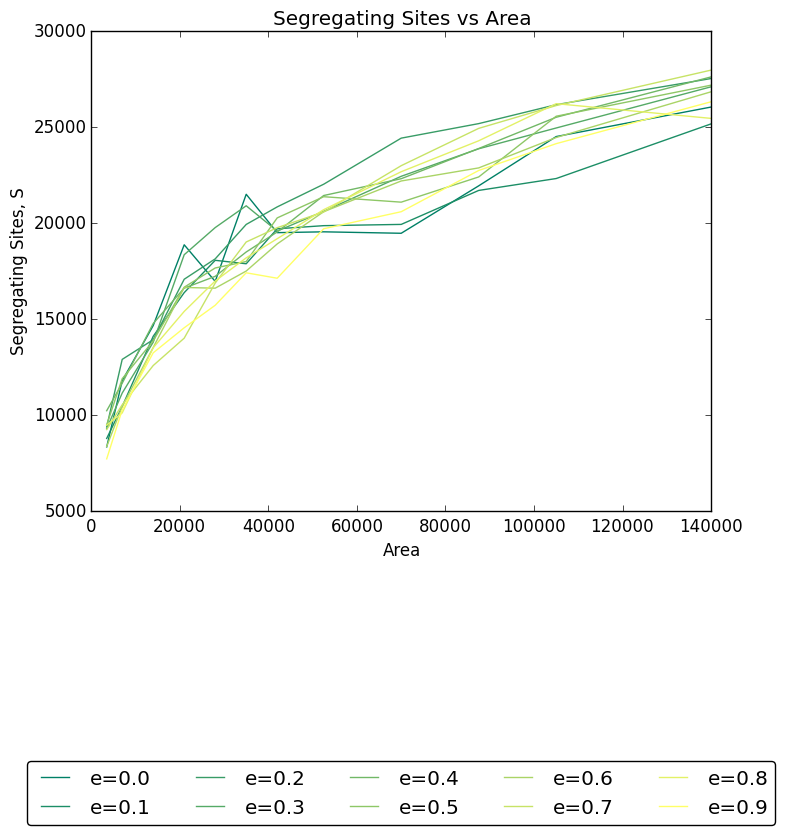 Segregating Sites vs Area
30000
25000
20000
15000
10000
5000
Segregating Sites, S
0 20000 40000 60000 80000 100000 120000 140000
Area
e=0.0 e=0.2 e=0.4 e=0.6 e=0.8
e=0.1 e=0.3 e=0.5 e=0.7 e=0.9